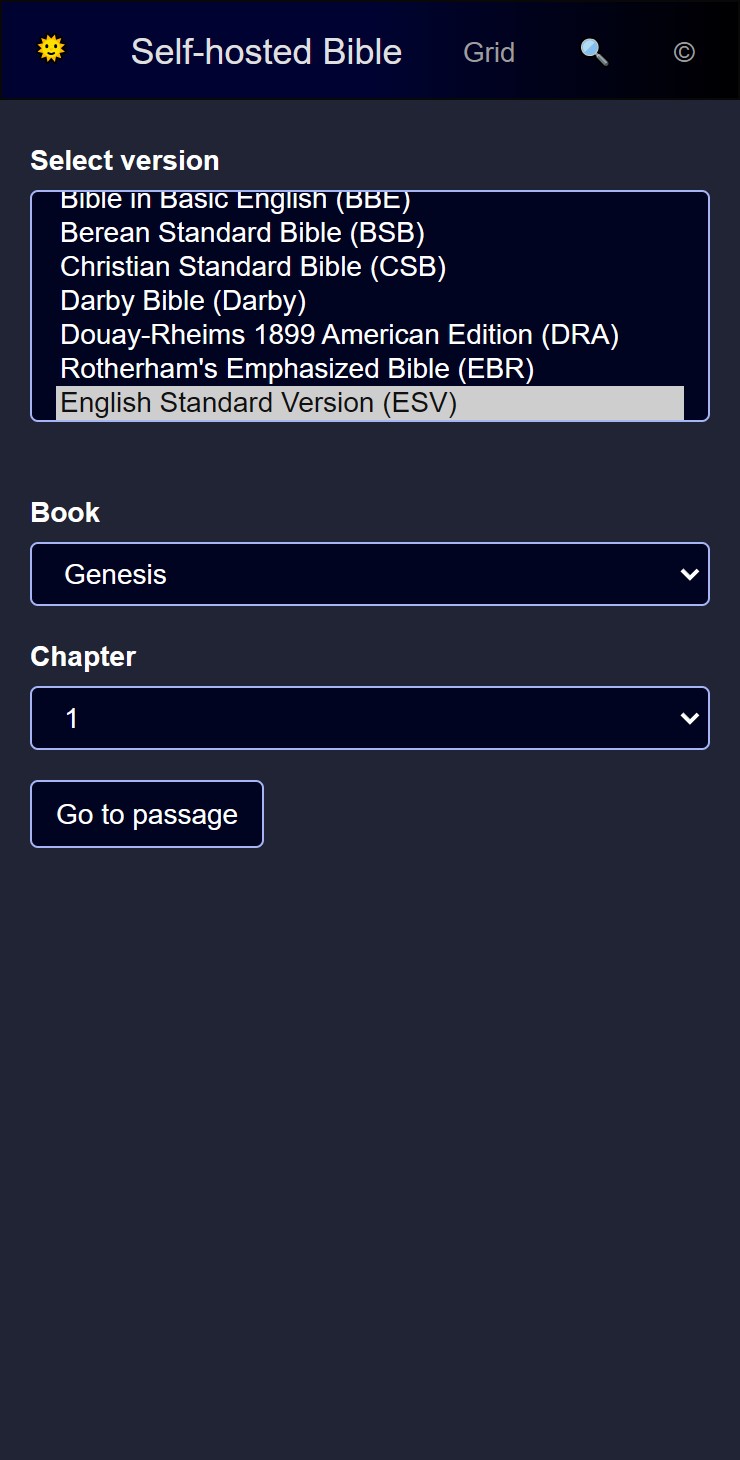 Self-hosted Bible
Grid
©
Select version
Bible in Basic English (BBE)
Berean Standard Bible (BSB)
Christian Standard Bible (CSB)
Darby Bible (Darby)
Douay-Rheims 1899 American Edition (DRA)
Rotherham's Emphasized Bible (EBR)
English Standard Version (ESV)
Book
Genesis
Chapter
1
Go to passage